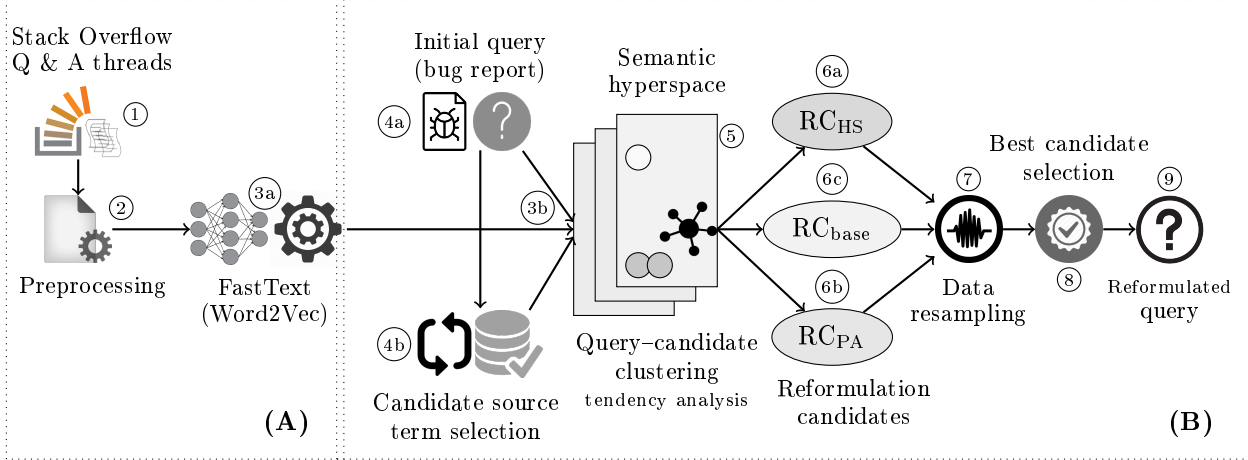 Stack Overflow
Q & A threads
1
2
Preprocessing
3a
FastText
(Word2Vec)
(A)
Initial query
(bug report)
4a
?
3b
4b
Candidate source
term selection
Semantic
hyperspace
5
Query–candidate
clustering
tendency analysis
6a
RC_HS
6c
RC_base
6b
RC_PA
Reformulation
candidates
7
Data
resampling
Best candidate
selection
8
9
?
Reformulated
query
(B)